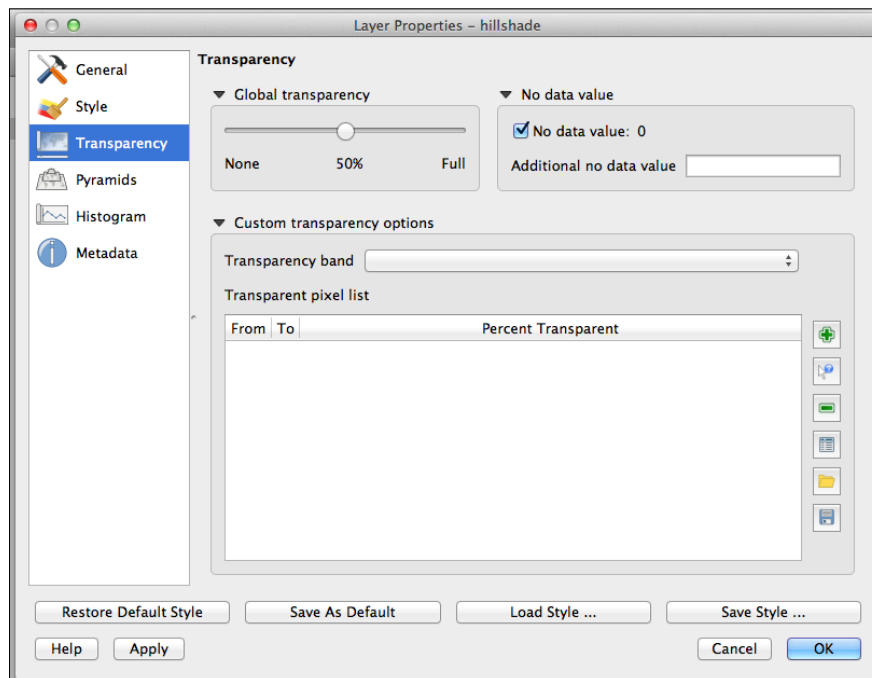 Layer Properties – hillshade
General
Style
Transparency
Pyramids
Histogram
Metadata
Transparency
Global transparency
None 50% Full
No data value
No data value: 0
Additional no data value
Custom transparency options
Transparency band
Transparent pixel list
From To Percent Transparent
Restore Default Style Save As Default Load Style ... Save Style ...
Help Apply Cancel OK